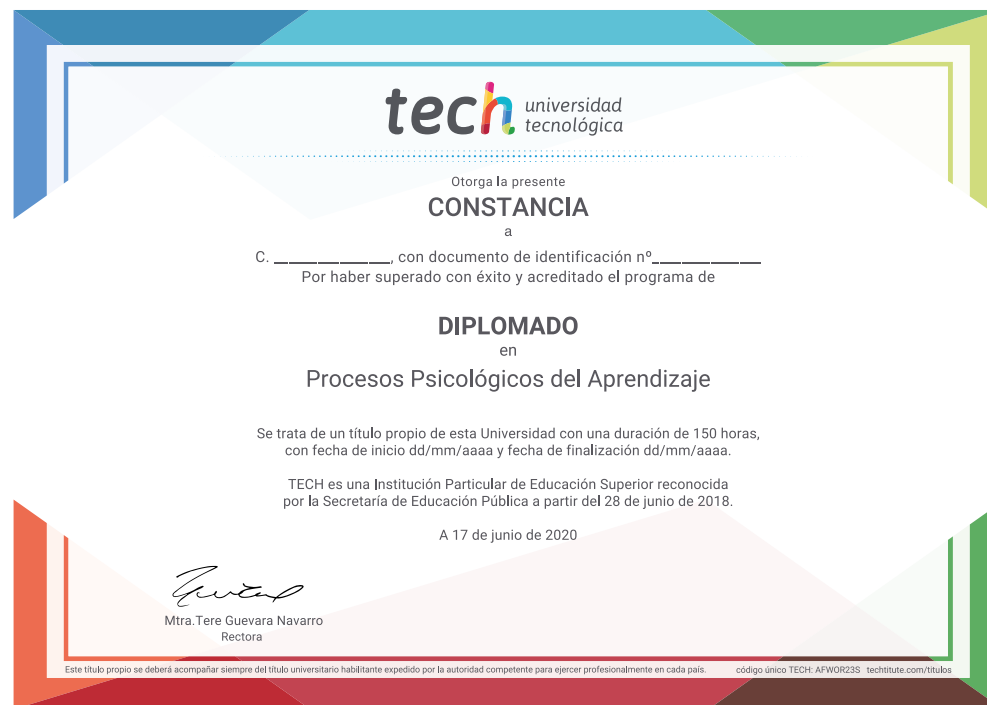 tech universidad
tecnológica
Otorga la presente
CONSTANCIA
a
C. ______________, con documento de identificación nº______________
Por haber superado con éxito y acreditado el programa de
DIPLOMADO
en
Procesos Psicológicos del Aprendizaje
Se trata de un título propio de esta Universidad con una duración de 150 horas,
con fecha de inicio dd/mm/aaaa y fecha de finalización dd/mm/aaaa.
TECH es una Institución Particular de Educación Superior reconocida
por la Secretaría de Educación Pública a partir del 28 de junio de 2018.
A 17 de junio de 2020
Mtra.Tere Guevara Navarro
Rectora
Este título propio se deberá acompañar siempre del título universitario habilitante expedido por la autoridad competente para ejercer profesionalmente en cada país. código único TECH: AFWOR23S techtitute.com/titulos